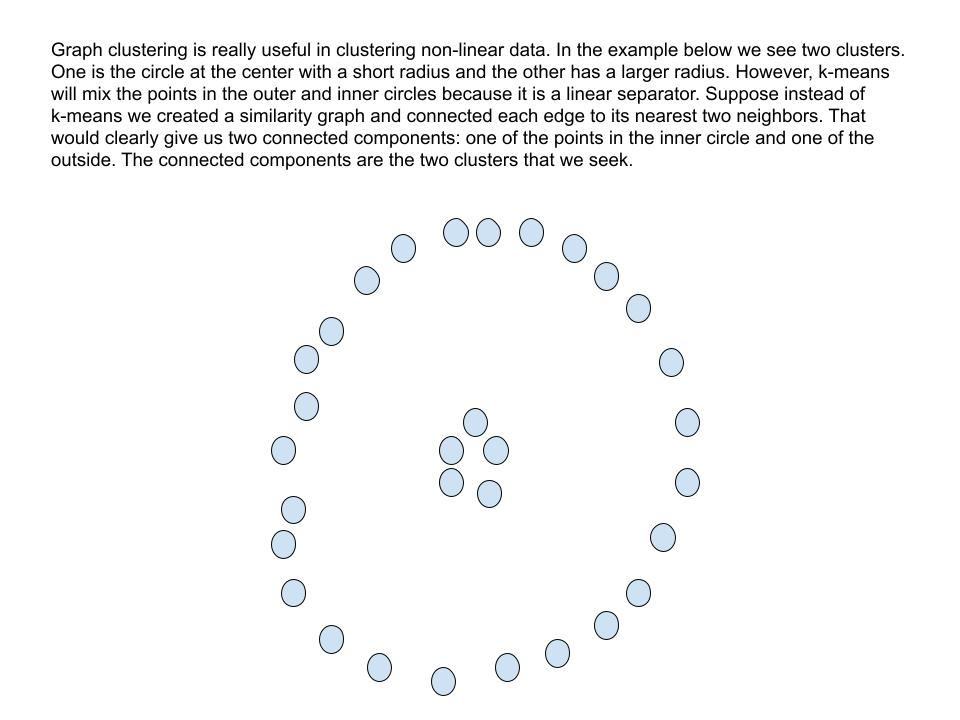 Graph clustering is really useful in clustering non-linear data. In the example below we see two clusters.
One is the circle at the center with a short radius and the other has a larger radius. However, k-means
will mix the points in the outer and inner circles because it is a linear separator. Suppose instead of
k-means we created a similarity graph and connected each edge to its nearest two neighbors. That
would clearly give us two connected components: one of the points in the inner circle and one of the
outside. The connected components are the two clusters that we seek.